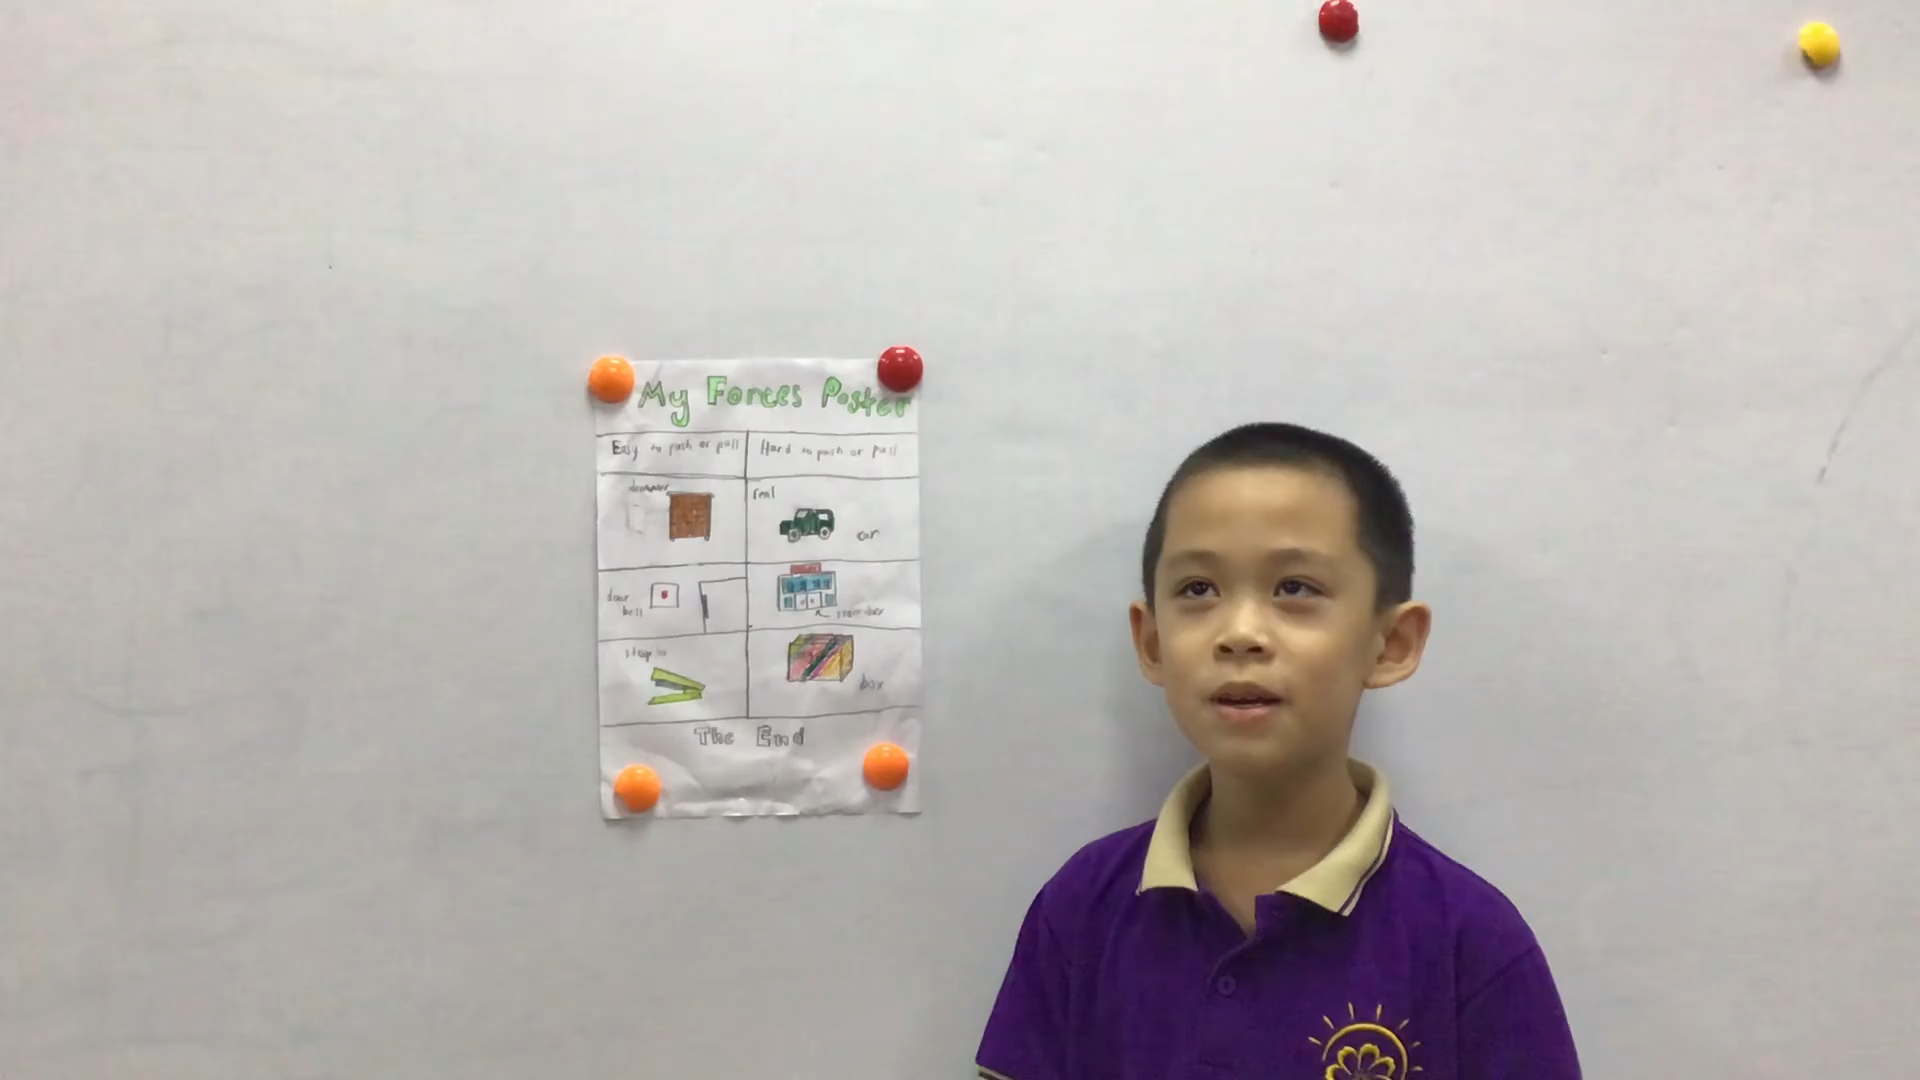 My Forces Poster
Easy to push or pull
Hard to push or pull
drawer
real
car
door
bell
a
box
The End